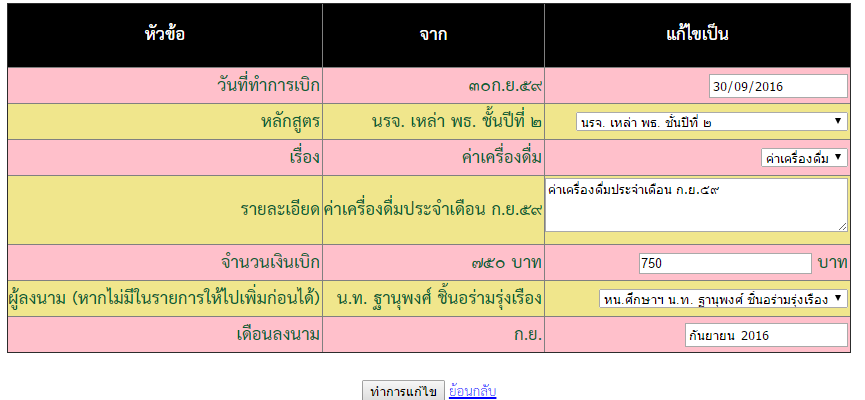 หัวข้อ จาก แก้ไขเป็น
วันที่ทำการเบิก ๓๐ก.ย.๕๙ 30/09/2016
หลักสูตร นรจ. เหล่า พธ. ชั้นปีที่ ๒ นรจ. เหล่า พธ. ชั้นปีที่ ๒
เรื่อง ค่าเครื่องดื่ม ค่าเครื่องดื่ม
รายละเอียด ค่าเครื่องดื่มประจำเดือน ก.ย.๕๙ ค่าเครื่องดื่มประจำเดือน ก.ย.๕๙
จำนวนเงินเบิก ๗๕๐ บาท 750 บาท
ผู้ลงนาม (หากไม่มีในรายการให้ไปเพิ่มก่อนได้) น.ท. ฐานุพงศ์ ชิ้นอร่ามรุ่งเรือง หน.ศึกษาฯ น.ท. ฐานุพงศ์ ชิ้นอร่ามรุ่งเรือง
เดือนลงนาม ก.ย. กันยายน 2016
ทำการแก้ไข ย้อนกลับ